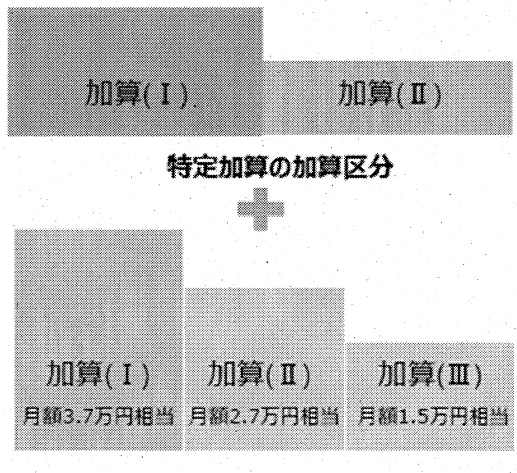 加算(Ⅰ)
加算(Ⅱ)
特定加算の加算区分
加算(Ⅰ)
月額3.7万円相当
加算(Ⅱ)
月額2.7万円相当
加算(Ⅲ)
月額1.5万円相当